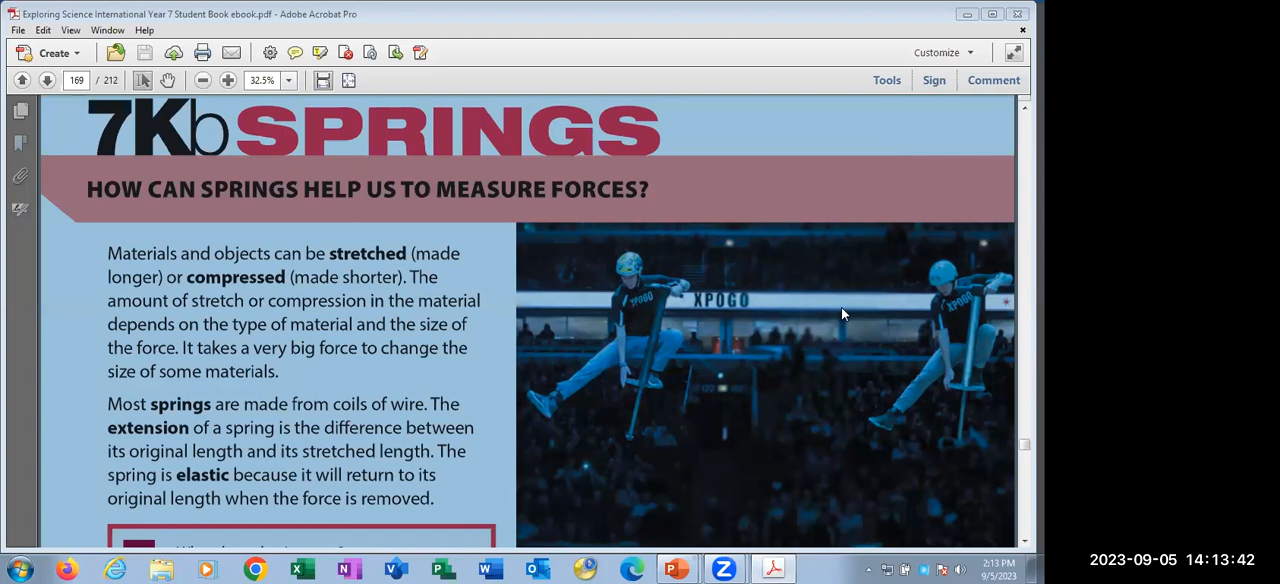 Exploring Science International Year 7 Student Book ebook.pdf - Adobe Acrobat Pro
File Edit View Window Help
Create Customize
169 / 212 32.5% Tools Sign Comment
7Kb SPRINGS
HOW CAN SPRINGS HELP US TO MEASURE FORCES?
Materials and objects can be stretched (made
longer) or compressed (made shorter). The
amount of stretch or compression in the material
depends on the type of material and the size of
the force. It takes a very big force to change the
size of some materials.
Most springs are made from coils of wire. The
extension of a spring is the difference between
its original length and its stretched length. The
spring is elastic because it will return to its
original length when the force is removed.
XPOGO
XPOGO
XPOGO
2:13 PM
9/5/2023
2023-09-05 14:13:42